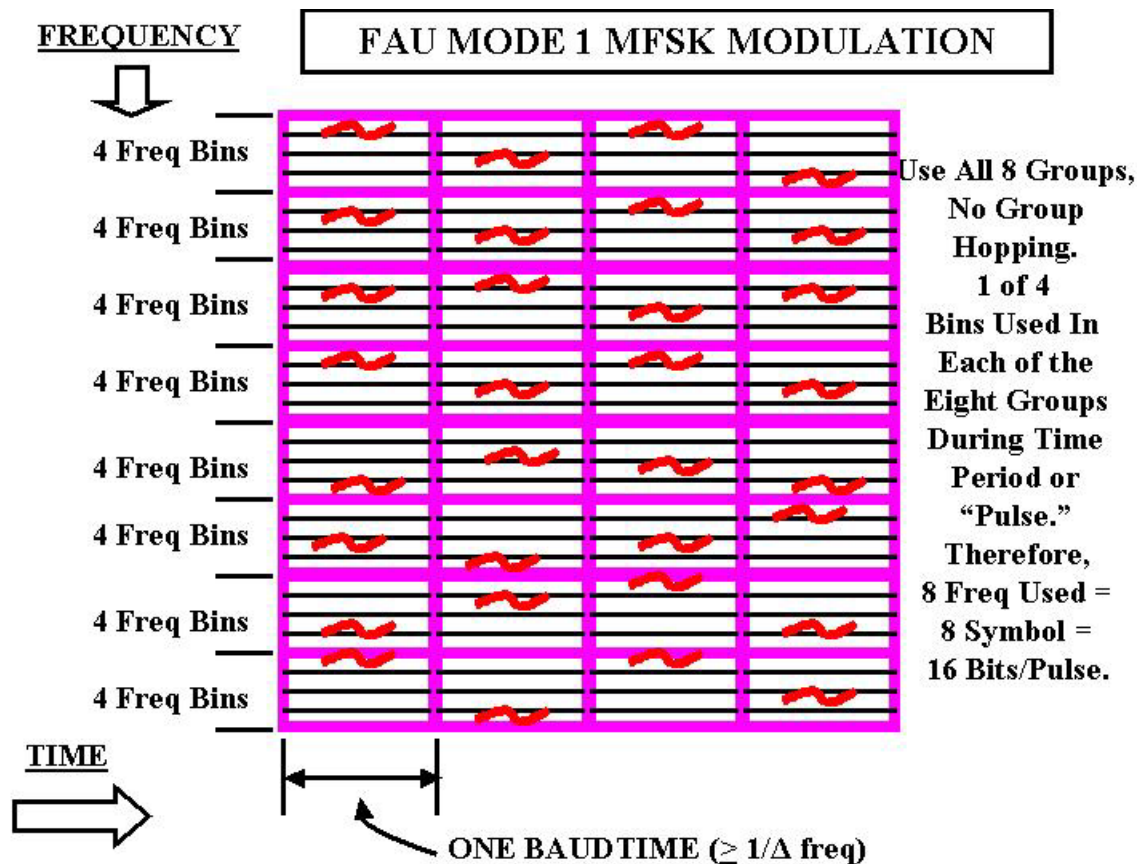 FREQUENCY
FAU MODE 1 MFSK MODULATION
4 Freq Bins
4 Freq Bins
4 Freq Bins
4 Freq Bins
4 Freq Bins
4 Freq Bins
4 Freq Bins
4 Freq Bins
Use All 8 Groups,
No Group
Hopping.
1 of 4
Bins Used In
Each of the
Eight Groups
During Time
Period or
“Pulse.”
Therefore,
8 Freq Used =
8 Symbol =
16 Bits/Pulse.
TIME
ONE BAUDTIME (≥ 1/Δ freq)